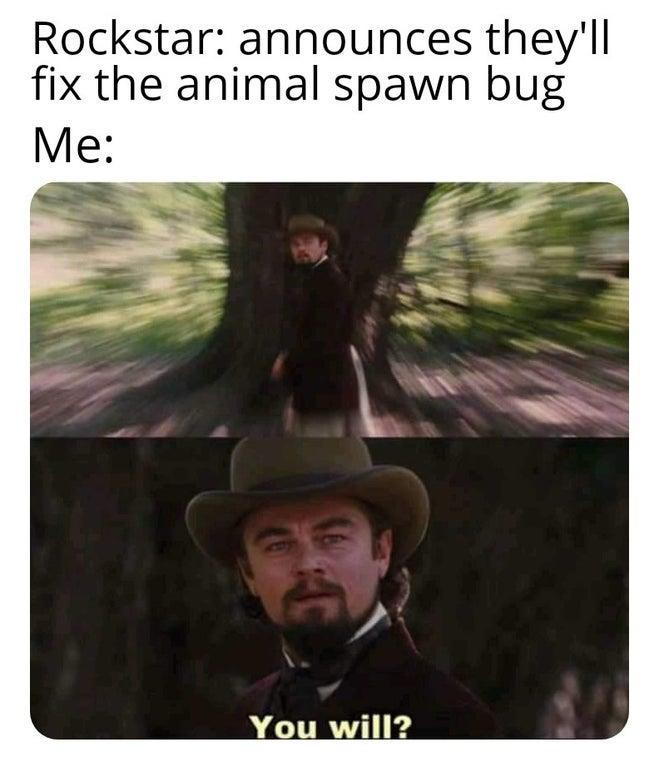 Rockstar: announces they'll
fix the animal spawn bug
Me:
You will?